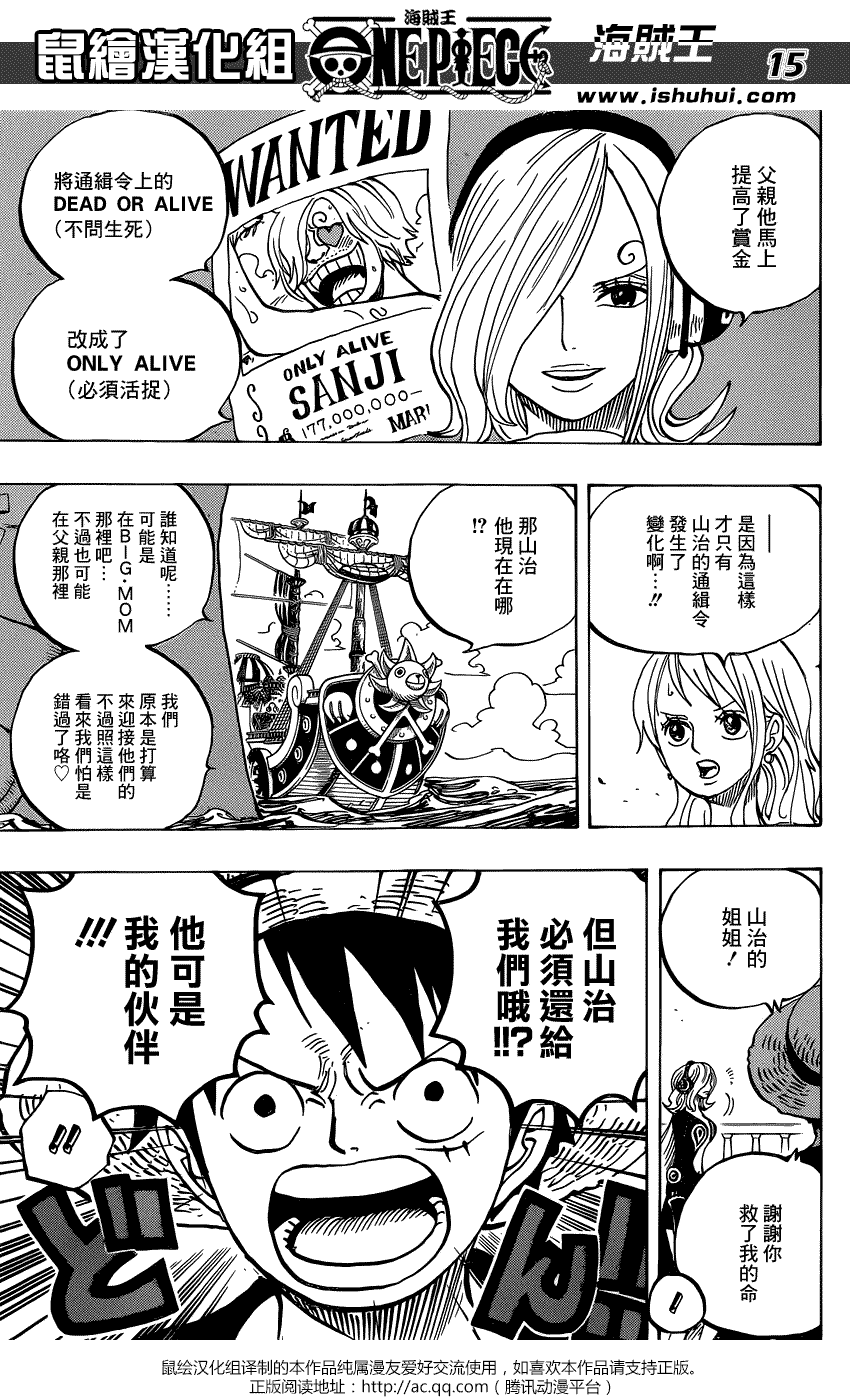 鼠繪漢化組
海賊王
ONE PIECE
海賊王
15
www.ishuhui.com
父親他馬上
提高了賞金
WANTED
ONLY ALIVE
SANJI
177,000,000—
MARI
將通緝令上的
DEAD OR ALIVE
（不問生死）
改成了
ONLY ALIVE
（必須活捉）
——
是因為這樣
才只有
山治的通緝令
發生了
變化啊…!!
那山治
他現在在哪
!?
誰知道呢……
可能是
在BIG·MOM
那裡吧…
不過也可能
在父親那裡
我們
原本是打算
來迎接他們的
不過照這樣
看來我們怕是
錯過了咯♡
山治的
姐姐!
謝謝你
救了我的命
!
但山治
必須還給
我們哦!!?
他可是
我的伙伴
!!!
!!
どん!!
鼠绘汉化组译制的本作品纯属漫友爱好交流使用，如喜欢本作品请支持正版。
正版阅读地址：http://ac.qq.com（腾讯动漫平台）